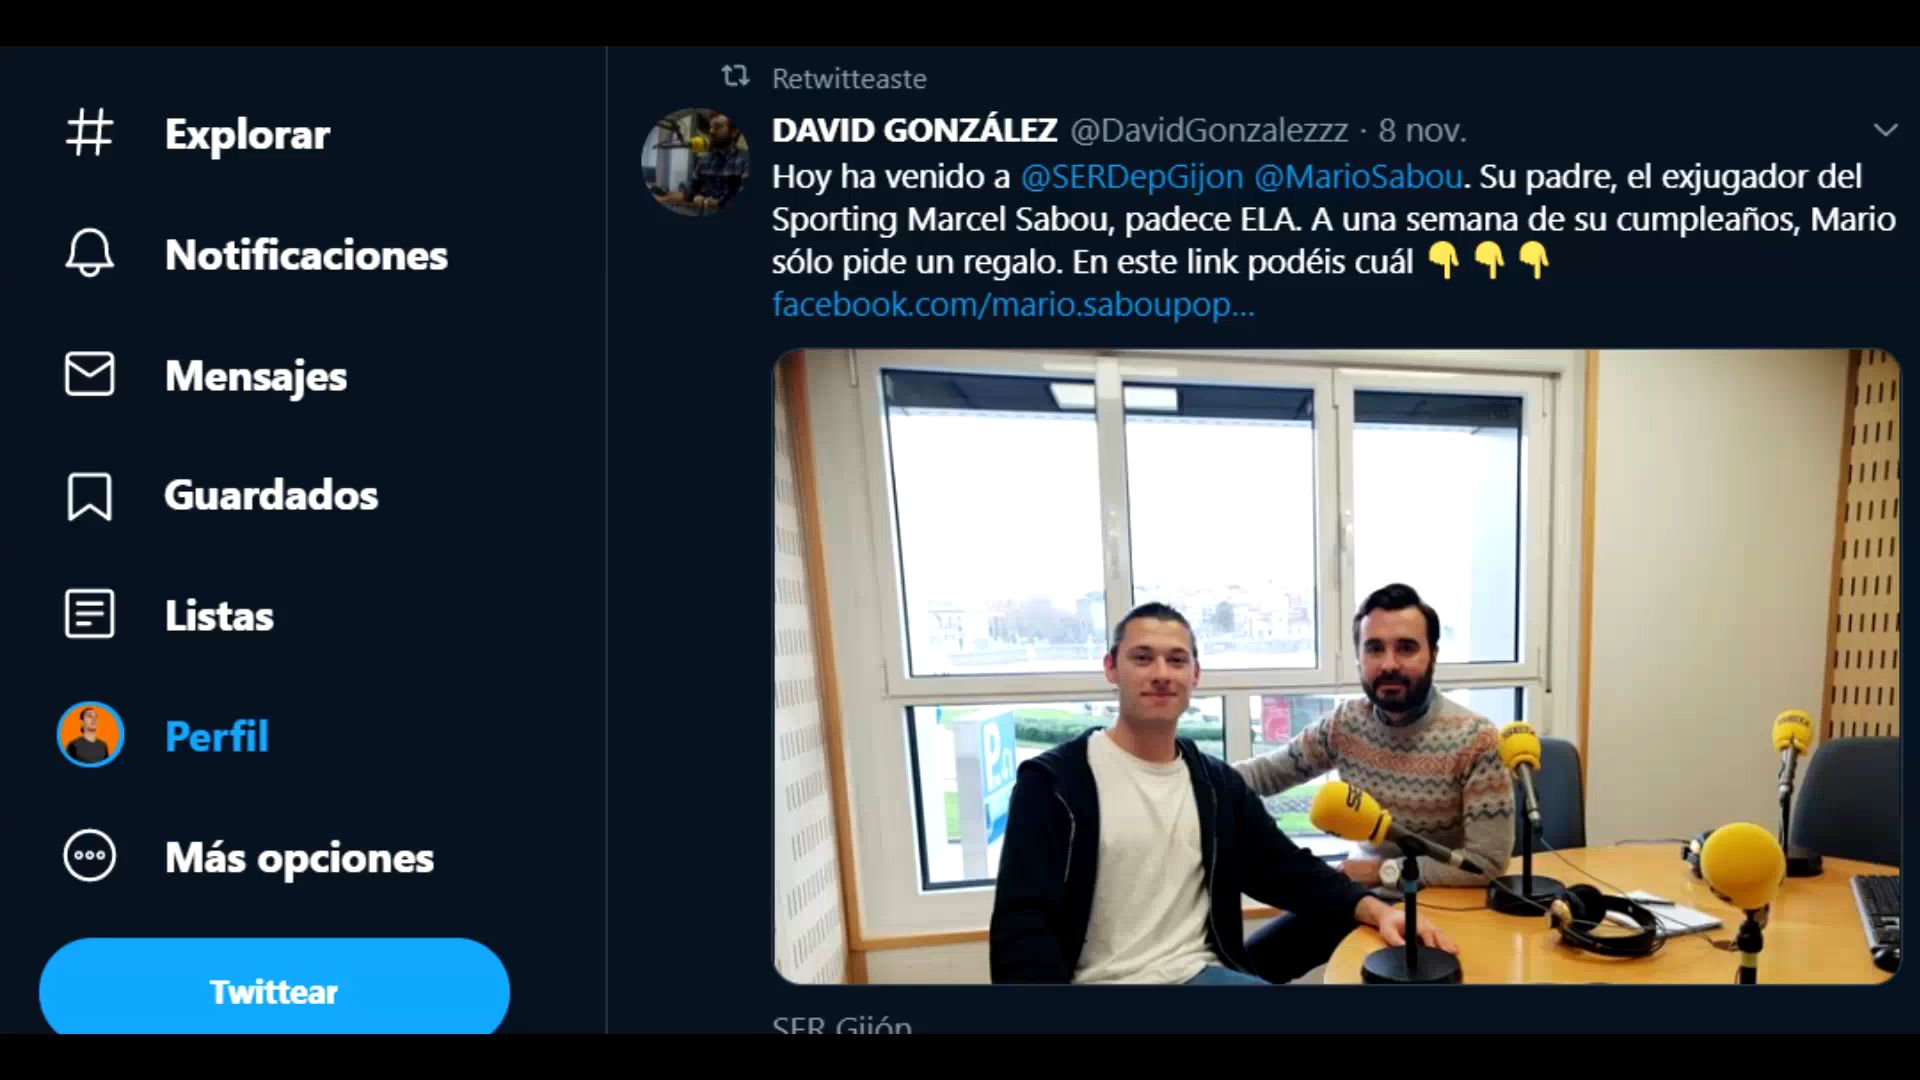 Explorar
Notificaciones
Mensajes
Guardados
Listas
Perfil
Más opciones
Twittear
Retwitteaste
DAVID GONZÁLEZ @DavidGonzalezzz · 8 nov.
Hoy ha venido a @SERDepGijon @MarioSabou. Su padre, el exjugador del
Sporting Marcel Sabou, padece ELA. A una semana de su cumpleaños, Mario
sólo pide un regalo. En este link podéis cuál 👇👇👇
facebook.com/mario.saboupop...
SER
SER Gijón